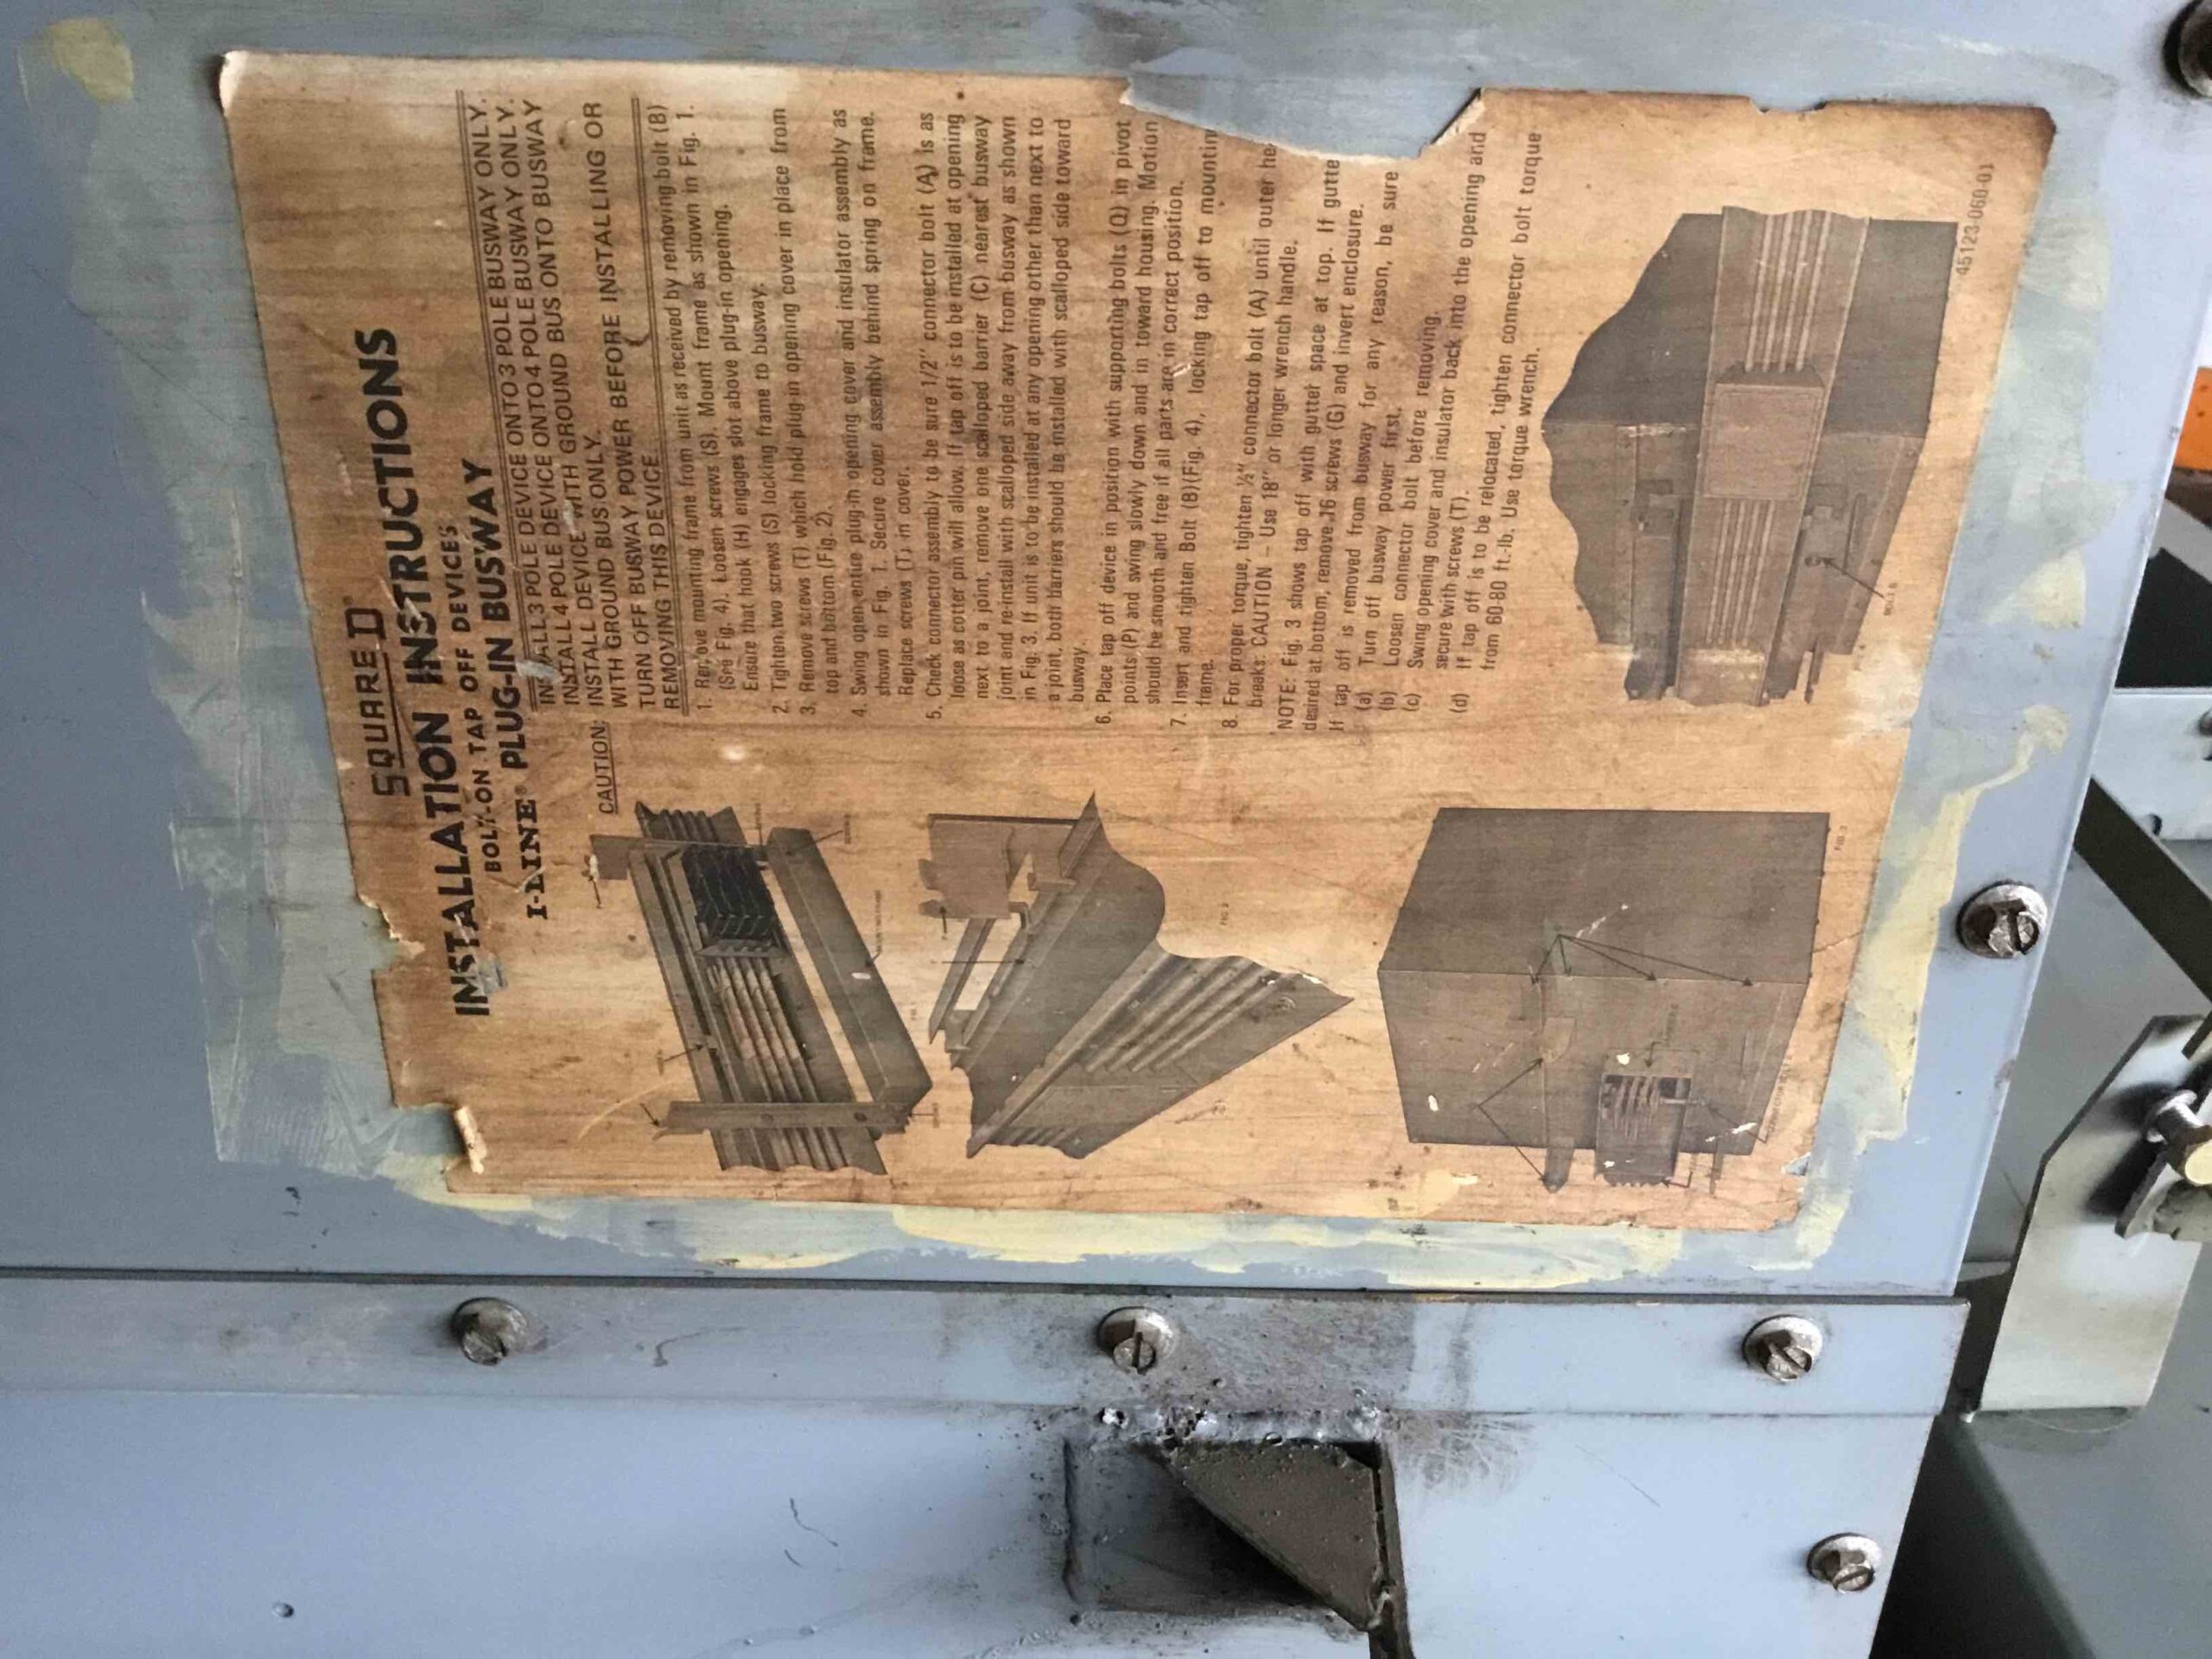 SQUARE D
INSTALLATION INSTRUCTIONS
BOLT-ON TAP OFF DEVICES
I-LINE® PLUG-IN BUSWAY
CAUTION:
INSTALL 3 POLE DEVICE ONTO 3 POLE BUSWAY ONLY.
INSTALL 4 POLE DEVICE ONTO 4 POLE BUSWAY ONLY.
INSTALL DEVICE WITH GROUND BUS ONTO BUSWAY
WITH GROUND BUS ONLY.
TURN OFF BUSWAY POWER BEFORE INSTALLING OR
REMOVING THIS DEVICE.
1. Remove mounting frame from unit as received by removing bolt (B)
(See Fig. 4). Loosen screws (S). Mount frame as shown in Fig. 1.
Ensure that hook (H) engages slot above plug-in opening.
2. Tighten two screws (S) locking frame to busway.
3. Remove screws (T) which hold plug-in opening cover in place from
top and bottom (Fig. 2).
4. Swing open entire plug-in opening cover and insulator assembly as
shown in Fig. 1. Secure cover assembly behind spring on frame.
Replace screws (T) in cover.
5. Check connector assembly to be sure 1/2" connector bolt (A) is as
loose as cotter pin will allow. If tap off is to be installed at opening
next to a joint, remove one scalloped barrier (C) nearest busway
joint and re-install with scalloped side away from busway as shown
in Fig. 3. If unit is to be installed at any opening other than next to
a joint, both barriers should be installed with scalloped side toward
busway.
6. Place tap off device in position with supporting bolts (Q) in pivot
points (P) and swing slowly down and in toward housing. Motion
should be smooth and free if all parts are in correct position.
7. Insert and tighten Bolt (B)(Fig. 4), locking tap off to mounting
frame.
8. For proper torque, tighten ½" connector bolt (A) until outer he
breaks. CAUTION – Use 18" or longer wrench handle.
NOTE: Fig. 3 shows tap off with gutter space at top. If gutte
desired at bottom, remove 16 screws (G) and invert enclosure.
If tap off is removed from busway for any reason, be sure
(a) Turn off busway power first.
(b) Loosen connector bolt before removing.
(c) Swing opening cover and insulator back into the opening and
secure with screws (T).
(d) If tap off is to be relocated, tighten connector bolt torque
from 60-80 ft.-lb. Use torque wrench.
FIG. 2
FIG. 3
45123-060-01